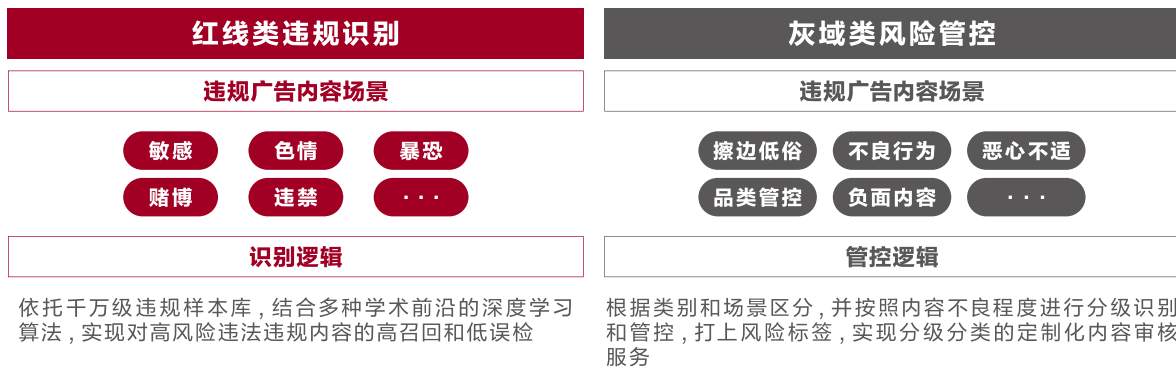 红线类违规识别
违规广告内容场景
敏感 色情 暴恐
赌博 违禁 ···
识别逻辑
依托千万级违规样本库,结合多种学术前沿的深度学习
算法,实现对高风险违法违规内容的高召回和低误检
灰域类风险管控
违规广告内容场景
擦边低俗 不良行为 恶心不适
品类管控 负面内容 ···
管控逻辑
根据类别和场景区分,并按照内容不良程度进行分级识别
和管控,打上风险标签,实现分级分类的定制化内容审核
服务